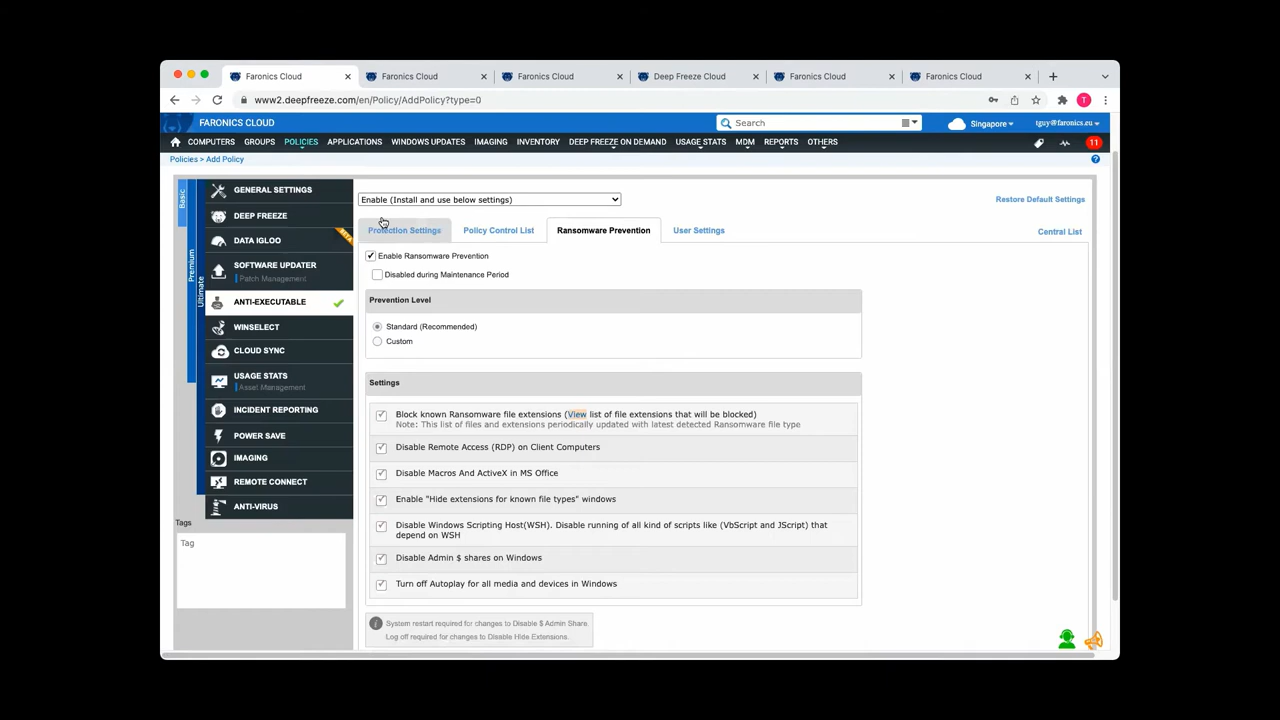 Faronics Cloud
Faronics Cloud
Faronics Cloud
Deep Freeze Cloud
Faronics Cloud
Faronics Cloud
www2.deepfreeze.com/en/Policy/AddPolicy?type=0
T
FARONICS CLOUD
Search
Singapore
tguy@faronics.eu
COMPUTERS GROUPS POLICIES APPLICATIONS WINDOWS UPDATES IMAGING INVENTORY DEEP FREEZE ON DEMAND USAGE STATS MDM REPORTS OTHERS
11
Policies > Add Policy
?
Basic
Premium
Ultimate
GENERAL SETTINGS
DEEP FREEZE
DATA IGLOO
BETA
SOFTWARE UPDATER
Patch Management
ANTI-EXECUTABLE
WINSELECT
CLOUD SYNC
USAGE STATS
Asset Management
INCIDENT REPORTING
POWER SAVE
IMAGING
REMOTE CONNECT
ANTI-VIRUS
Tags
Tag
Enable (Install and use below settings)
Restore Default Settings
Protection Settings
Policy Control List
Ransomware Prevention
User Settings
Central List
Enable Ransomware Prevention
Disabled during Maintenance Period
Prevention Level
Standard (Recommended)
Custom
Settings
Block known Ransomware file extensions (View list of file extensions that will be blocked)
Note: This list of files and extensions periodically updated with latest detected Ransomware file type
Disable Remote Access (RDP) on Client Computers
Disable Macros And ActiveX in MS Office
Enable "Hide extensions for known file types" windows
Disable Windows Scripting Host(WSH). Disable running of all kind of scripts like (VbScript and JScript) that
depend on WSH
Disable Admin $ shares on Windows
Turn off Autoplay for all media and devices in Windows
System restart required for changes to Disable $ Admin Share.
Log off required for changes to Disable Hide Extensions.